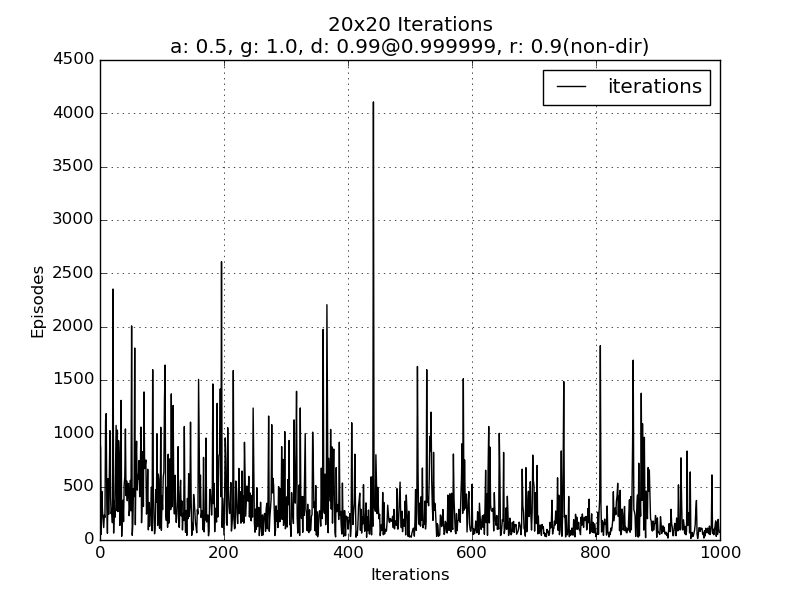 20x20 Iterations
a: 0.5, g: 1.0, d: 0.99@0.999999, r: 0.9(non-dir)
iterations
4500
4000
3500
3000
2500
2000
1500
1000
500
0
Episodes
0 200 400 600 800 1000
Iterations